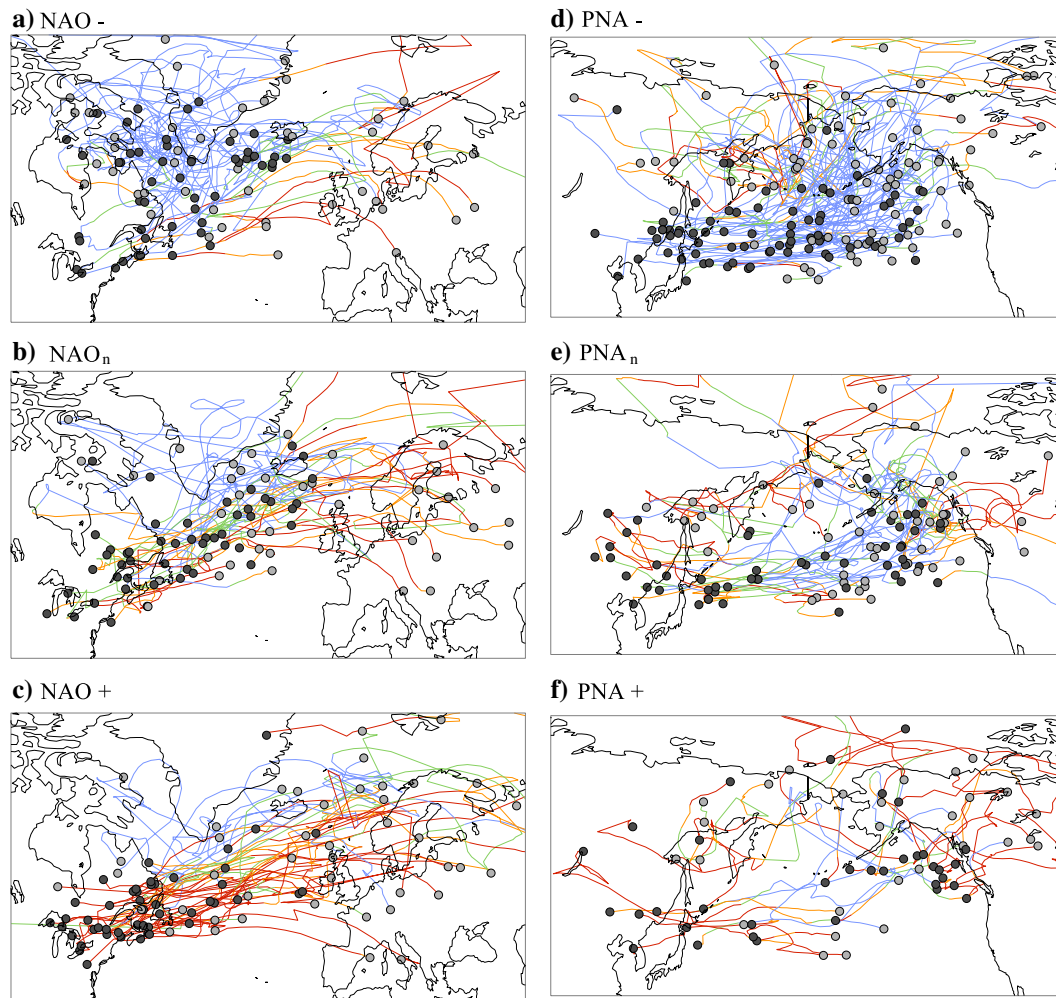 a) NAO -
b) NAOn
c) NAO +
d) PNA -
e) PNAn
f) PNA +